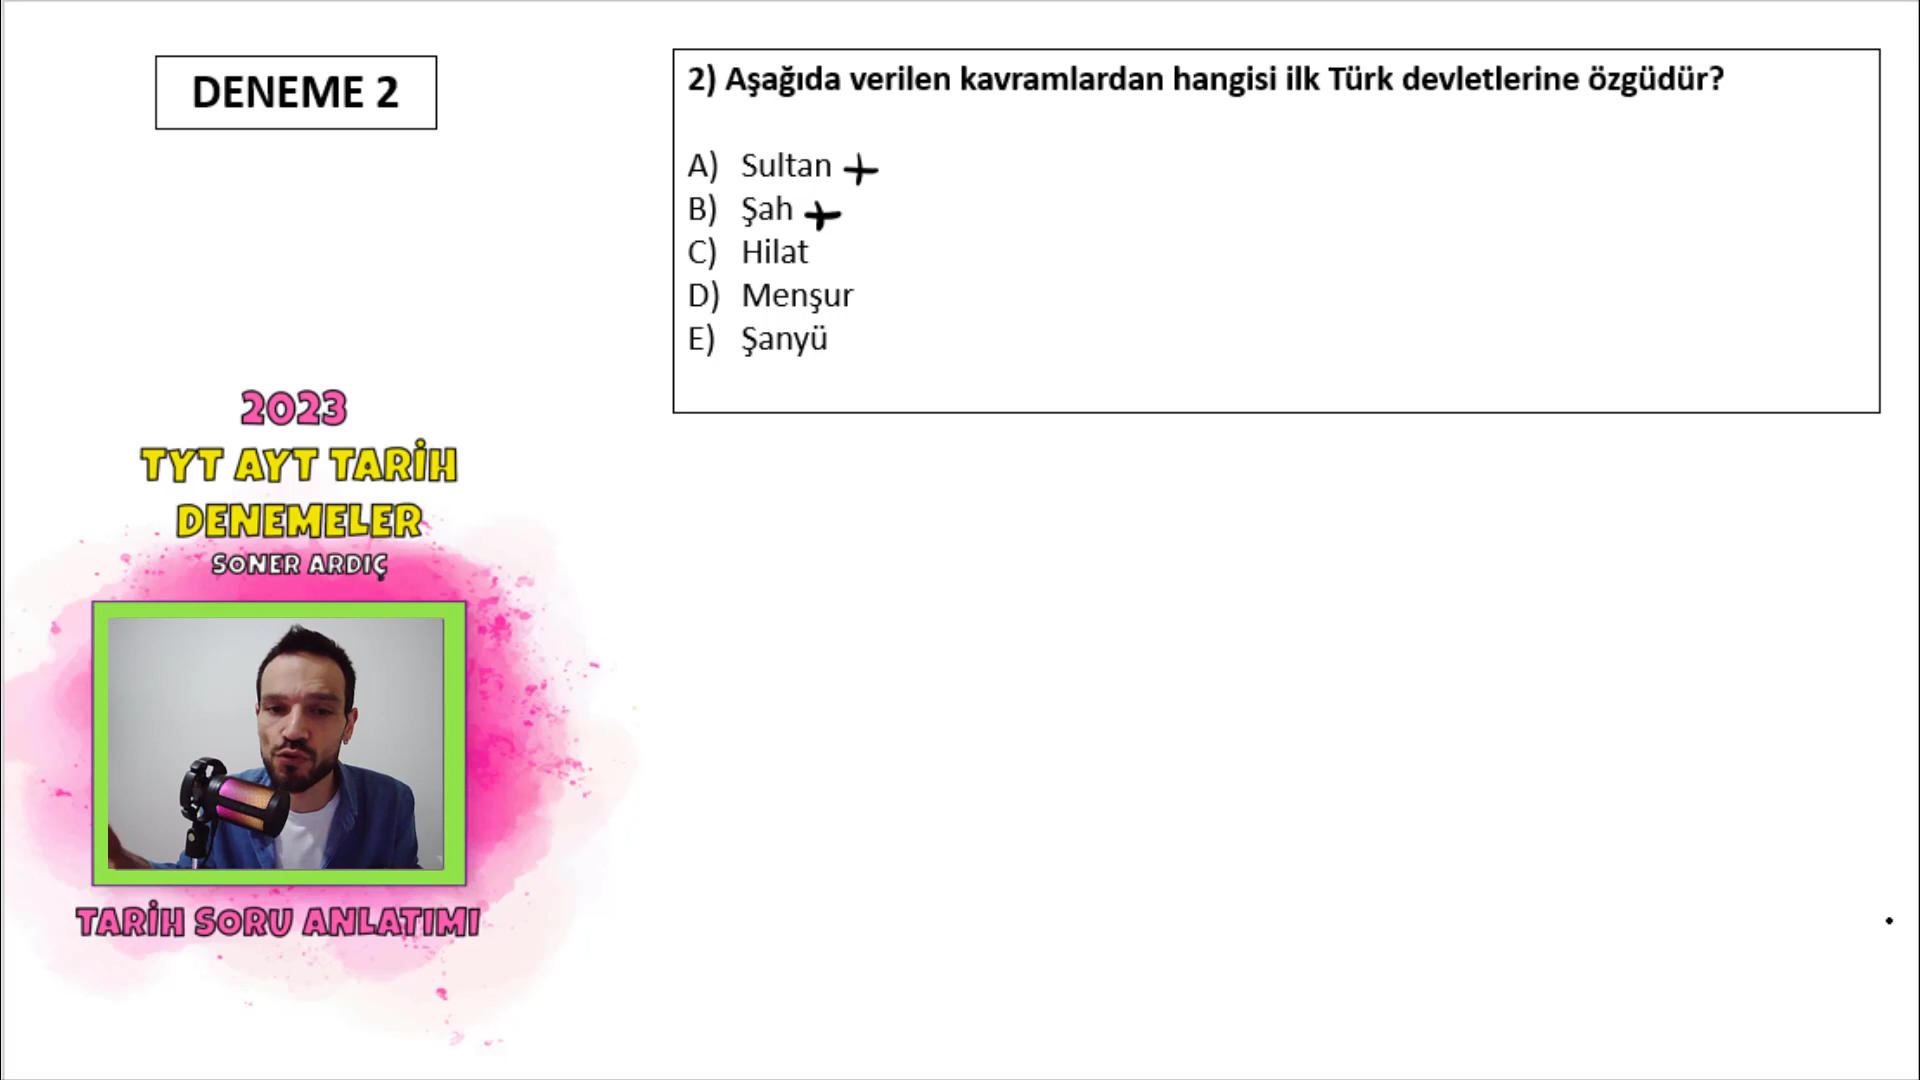 DENEME 2
2) Aşağıda verilen kavramlardan hangisi ilk Türk devletlerine özgüdür?
A) Sultan
B) Şah
C) Hilat
D) Menşur
E) Şanyü
2023
TYT AYT TARİH
DENEMELER
SONER ARDIÇ
TARİH SORU ANLATIMI